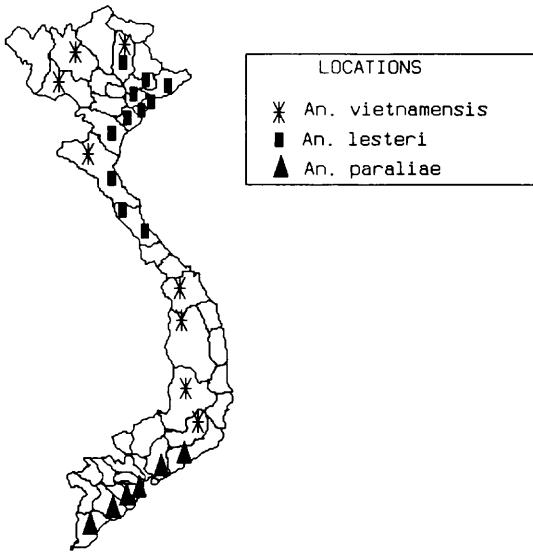 LOCATIONS
An. vietnamensis
An. lesteri
An. paraliae